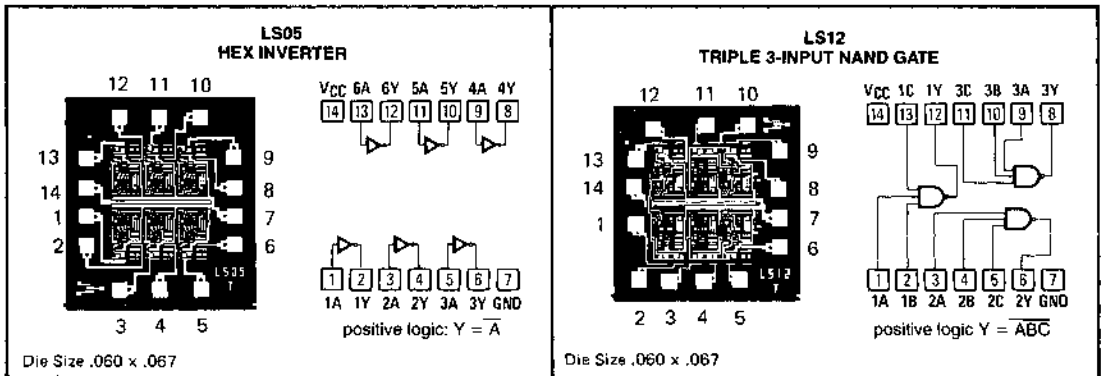 LS05
HEX INVERTER
12 11 10
13
14
1
2
9
8
7
6
LS05
T
3 4 5
VCC 6A 6Y 5A 5Y 4A 4Y
14 13 12 11 10 9 8
1 2 3 4 5 6 7
1A 1Y 2A 2Y 3A 3Y GND
positive logic: Y = A̅
Die Size .060 x .067
LS12
TRIPLE 3-INPUT NAND GATE
12 11 10
13
14
1
9
8
7
6
LS12
T
2 3 4 5
VCC 1C 1Y 3C 3B 3A 3Y
14 13 12 11 10 9 8
1 2 3 4 5 6 7
1A 1B 2A 2B 2C 2Y GND
positive logic Y = A̅B̅C̅
Die Size .060 x .067